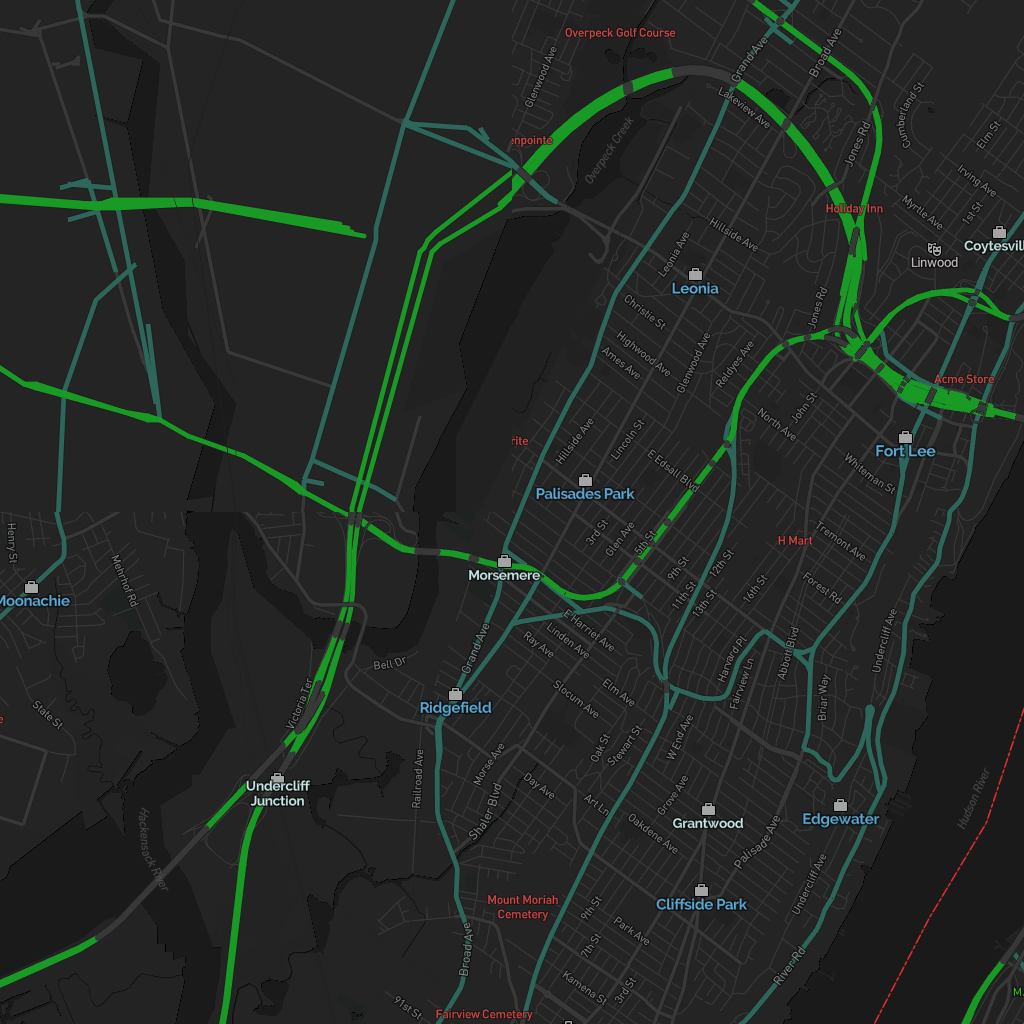 Overpeck Golf Course
Grand Ave
Broad Ave
Glenwood Ave
Lakeview Ave
Cumberland St
Elm St
enpointe
Overpeck Creek
Jones Rd
Irving Ave
Holiday Inn
Myrtle Ave
1st St
Hillside Ave
Coytesvill
Leonia Ave
Linwood
Leonia
Christie St
Jones Rd
Highwood Ave
Ames Ave
Glenwood Ave
Reldyes Ave
Acme Store
John St
North Ave
Hillside Ave
Lincoln St
rite
Fort Lee
E Edsall Blvd
Whiteman St
Palisades Park
3rd St
Glen Ave
5th St
H Mart
Tremont Ave
Henry St
Mehrhof Rd
Morsemere
9th St
12th St
11th St
13th St
16th St
Forest Rd
Moonachie
E Harriet Ave
Linden Ave
Ray Ave
Grand Ave
Undercliff Ave
Bell Dr
Harvard Pl
Abbott Blvd
Fairview Ln
Briar Way
Victoria Ter
Ridgefield
Slocum Ave
Elm Ave
State St
e
Oak St
Stewart St
W End Ave
Railroad Ave
Morse Ave
Undercliff
Junction
Day Ave
Shaler Blvd
Art Ln
Grove Ave
Hudson River
Edgewater
Grantwood
Oakdene Ave
Palisade Ave
Hackensack River
Undercliff Ave
Cliffside Park
Mount Moriah
Cemetery
9th St
Park Ave
7th St
Broad Ave
River Rd
Kamena St
3rd St
91st St
Fairview Cemetery
M.